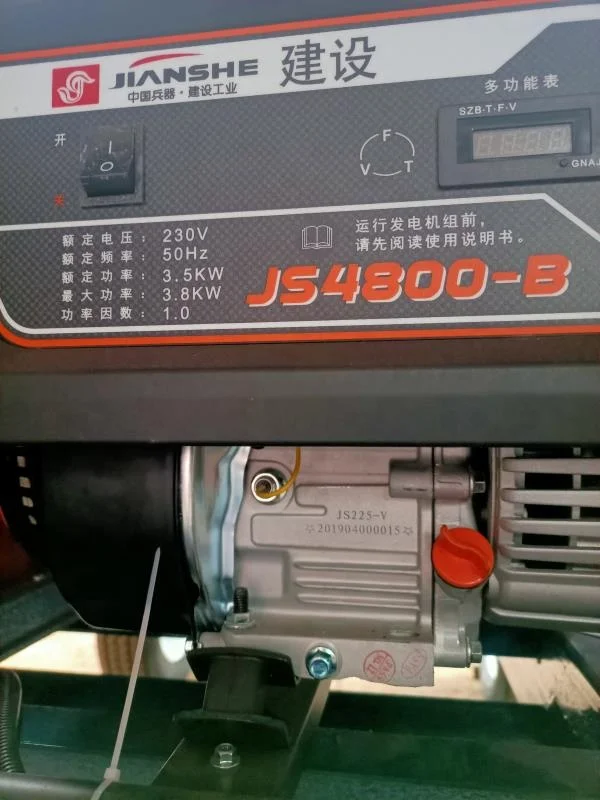 JIANSHE 建设
中国兵器·建设工业
多功能表
SZB·T·F·V
开
I
O
关
F
V T
GNAJ
额定电压：230V
额定频率：50Hz
额定功率：3.5KW
最大功率：3.8KW
功率因数：1.0
运行发电机组前，
请先阅读使用说明书。
JS4800-B
JS225-V
☆201904000015☆